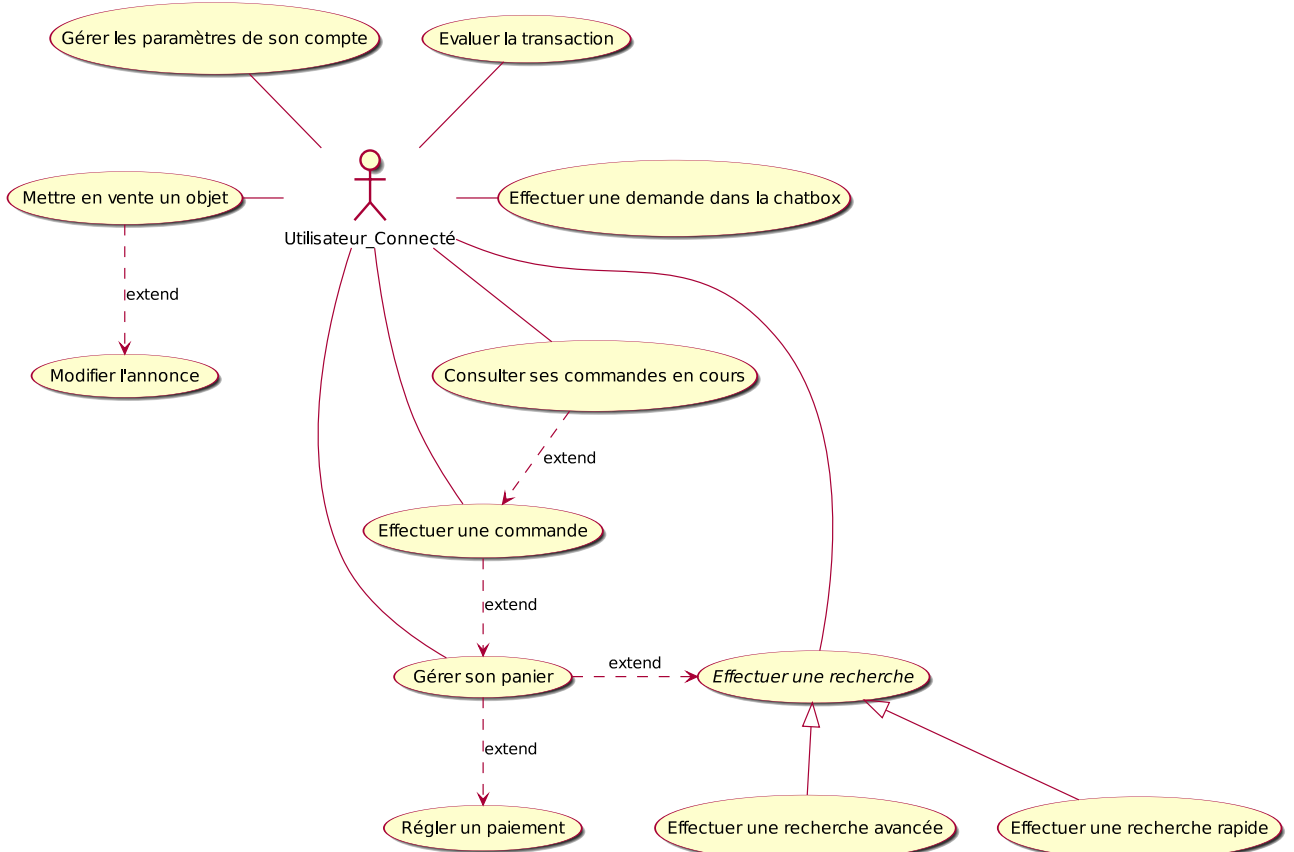 Gérer les paramètres de son compte
Evaluer la transaction
Mettre en vente un objet
Effectuer une demande dans la chatbox
Utilisateur_Connecté
extend
Modifier l'annonce
Consulter ses commandes en cours
extend
Effectuer une commande
extend
Gérer son panier
extend
Effectuer une recherche
extend
Régler un paiement
Effectuer une recherche avancée
Effectuer une recherche rapide